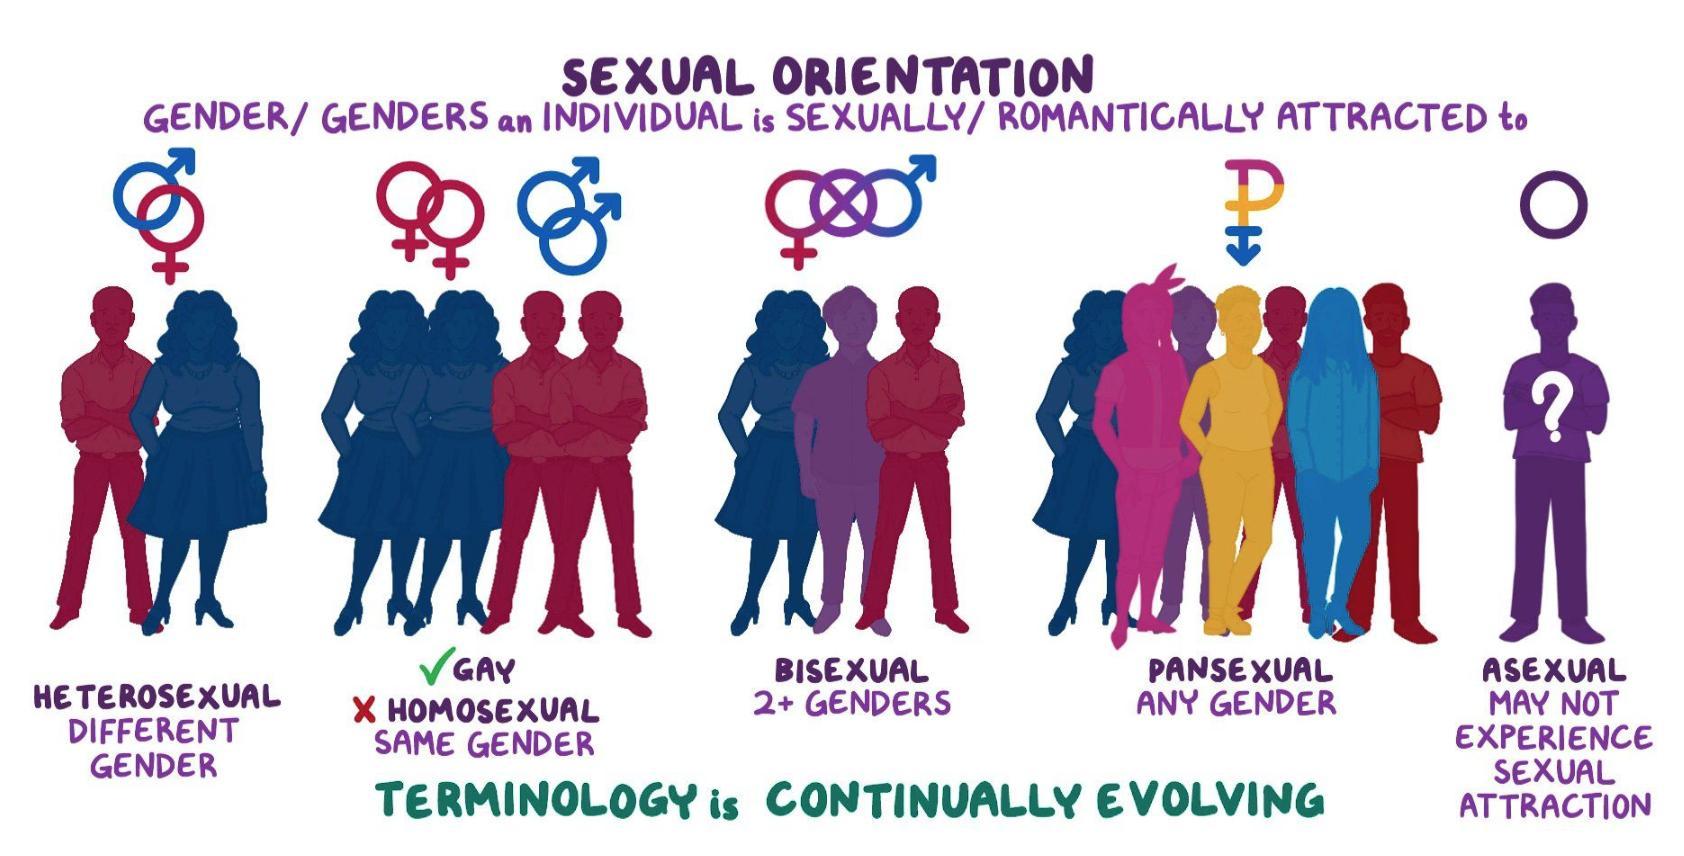 SEXUAL ORIENTATION
GENDER/ GENDERS an INDIVIDUAL is SEXUALLY/ ROMANTICALLY ATTRACTED to
HETEROSEXUAL
DIFFERENT
GENDER
✓GAY
X HOMOSEXUAL
SAME GENDER
BISEXUAL
2+ GENDERS
PANSEXUAL
ANY GENDER
?
ASEXUAL
MAY NOT
EXPERIENCE
SEXUAL
ATTRACTION
TERMINOLOGY is CONTINUALLY EVOLVING